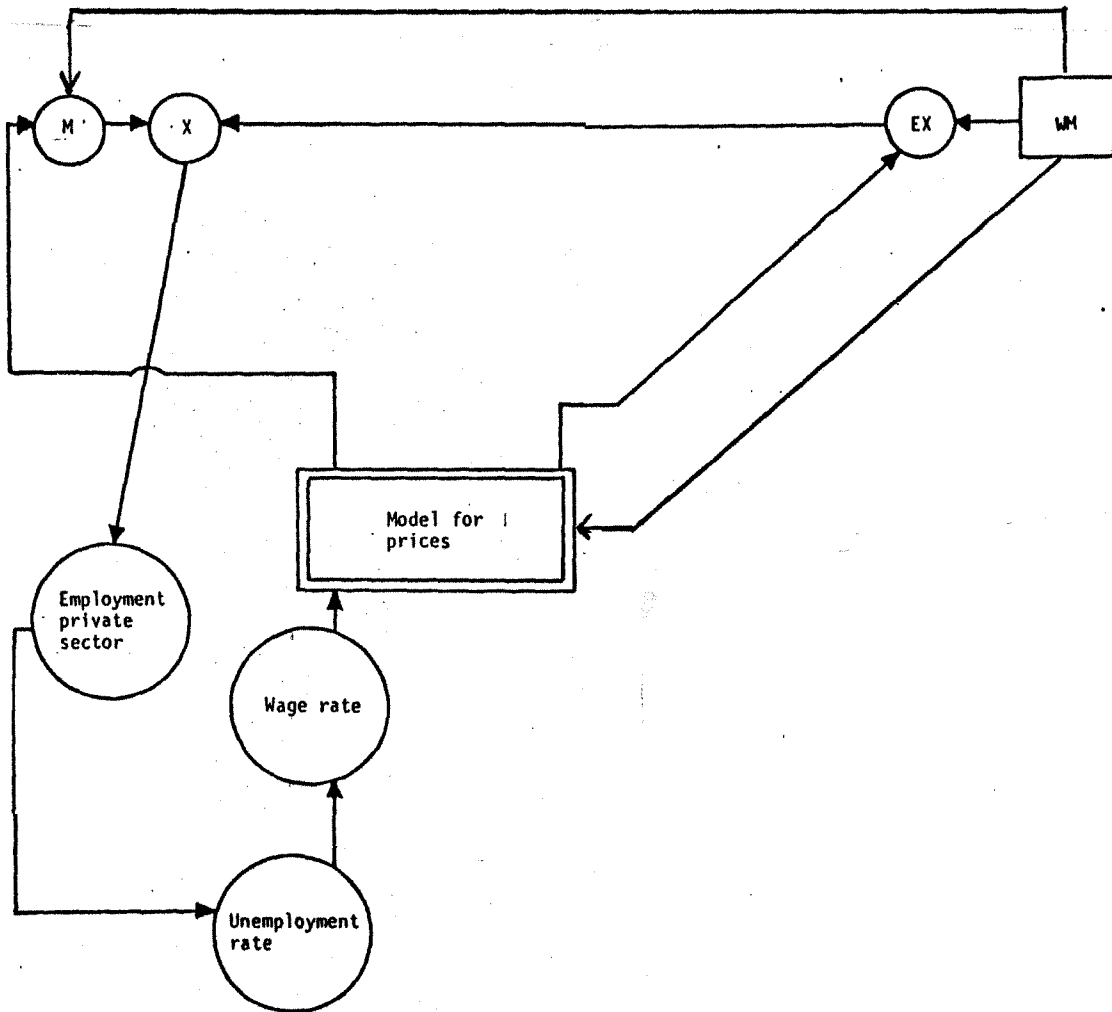 M
X
EX
WM
Model for
prices
Employment
private
sector
Wage rate
Unemployment
rate